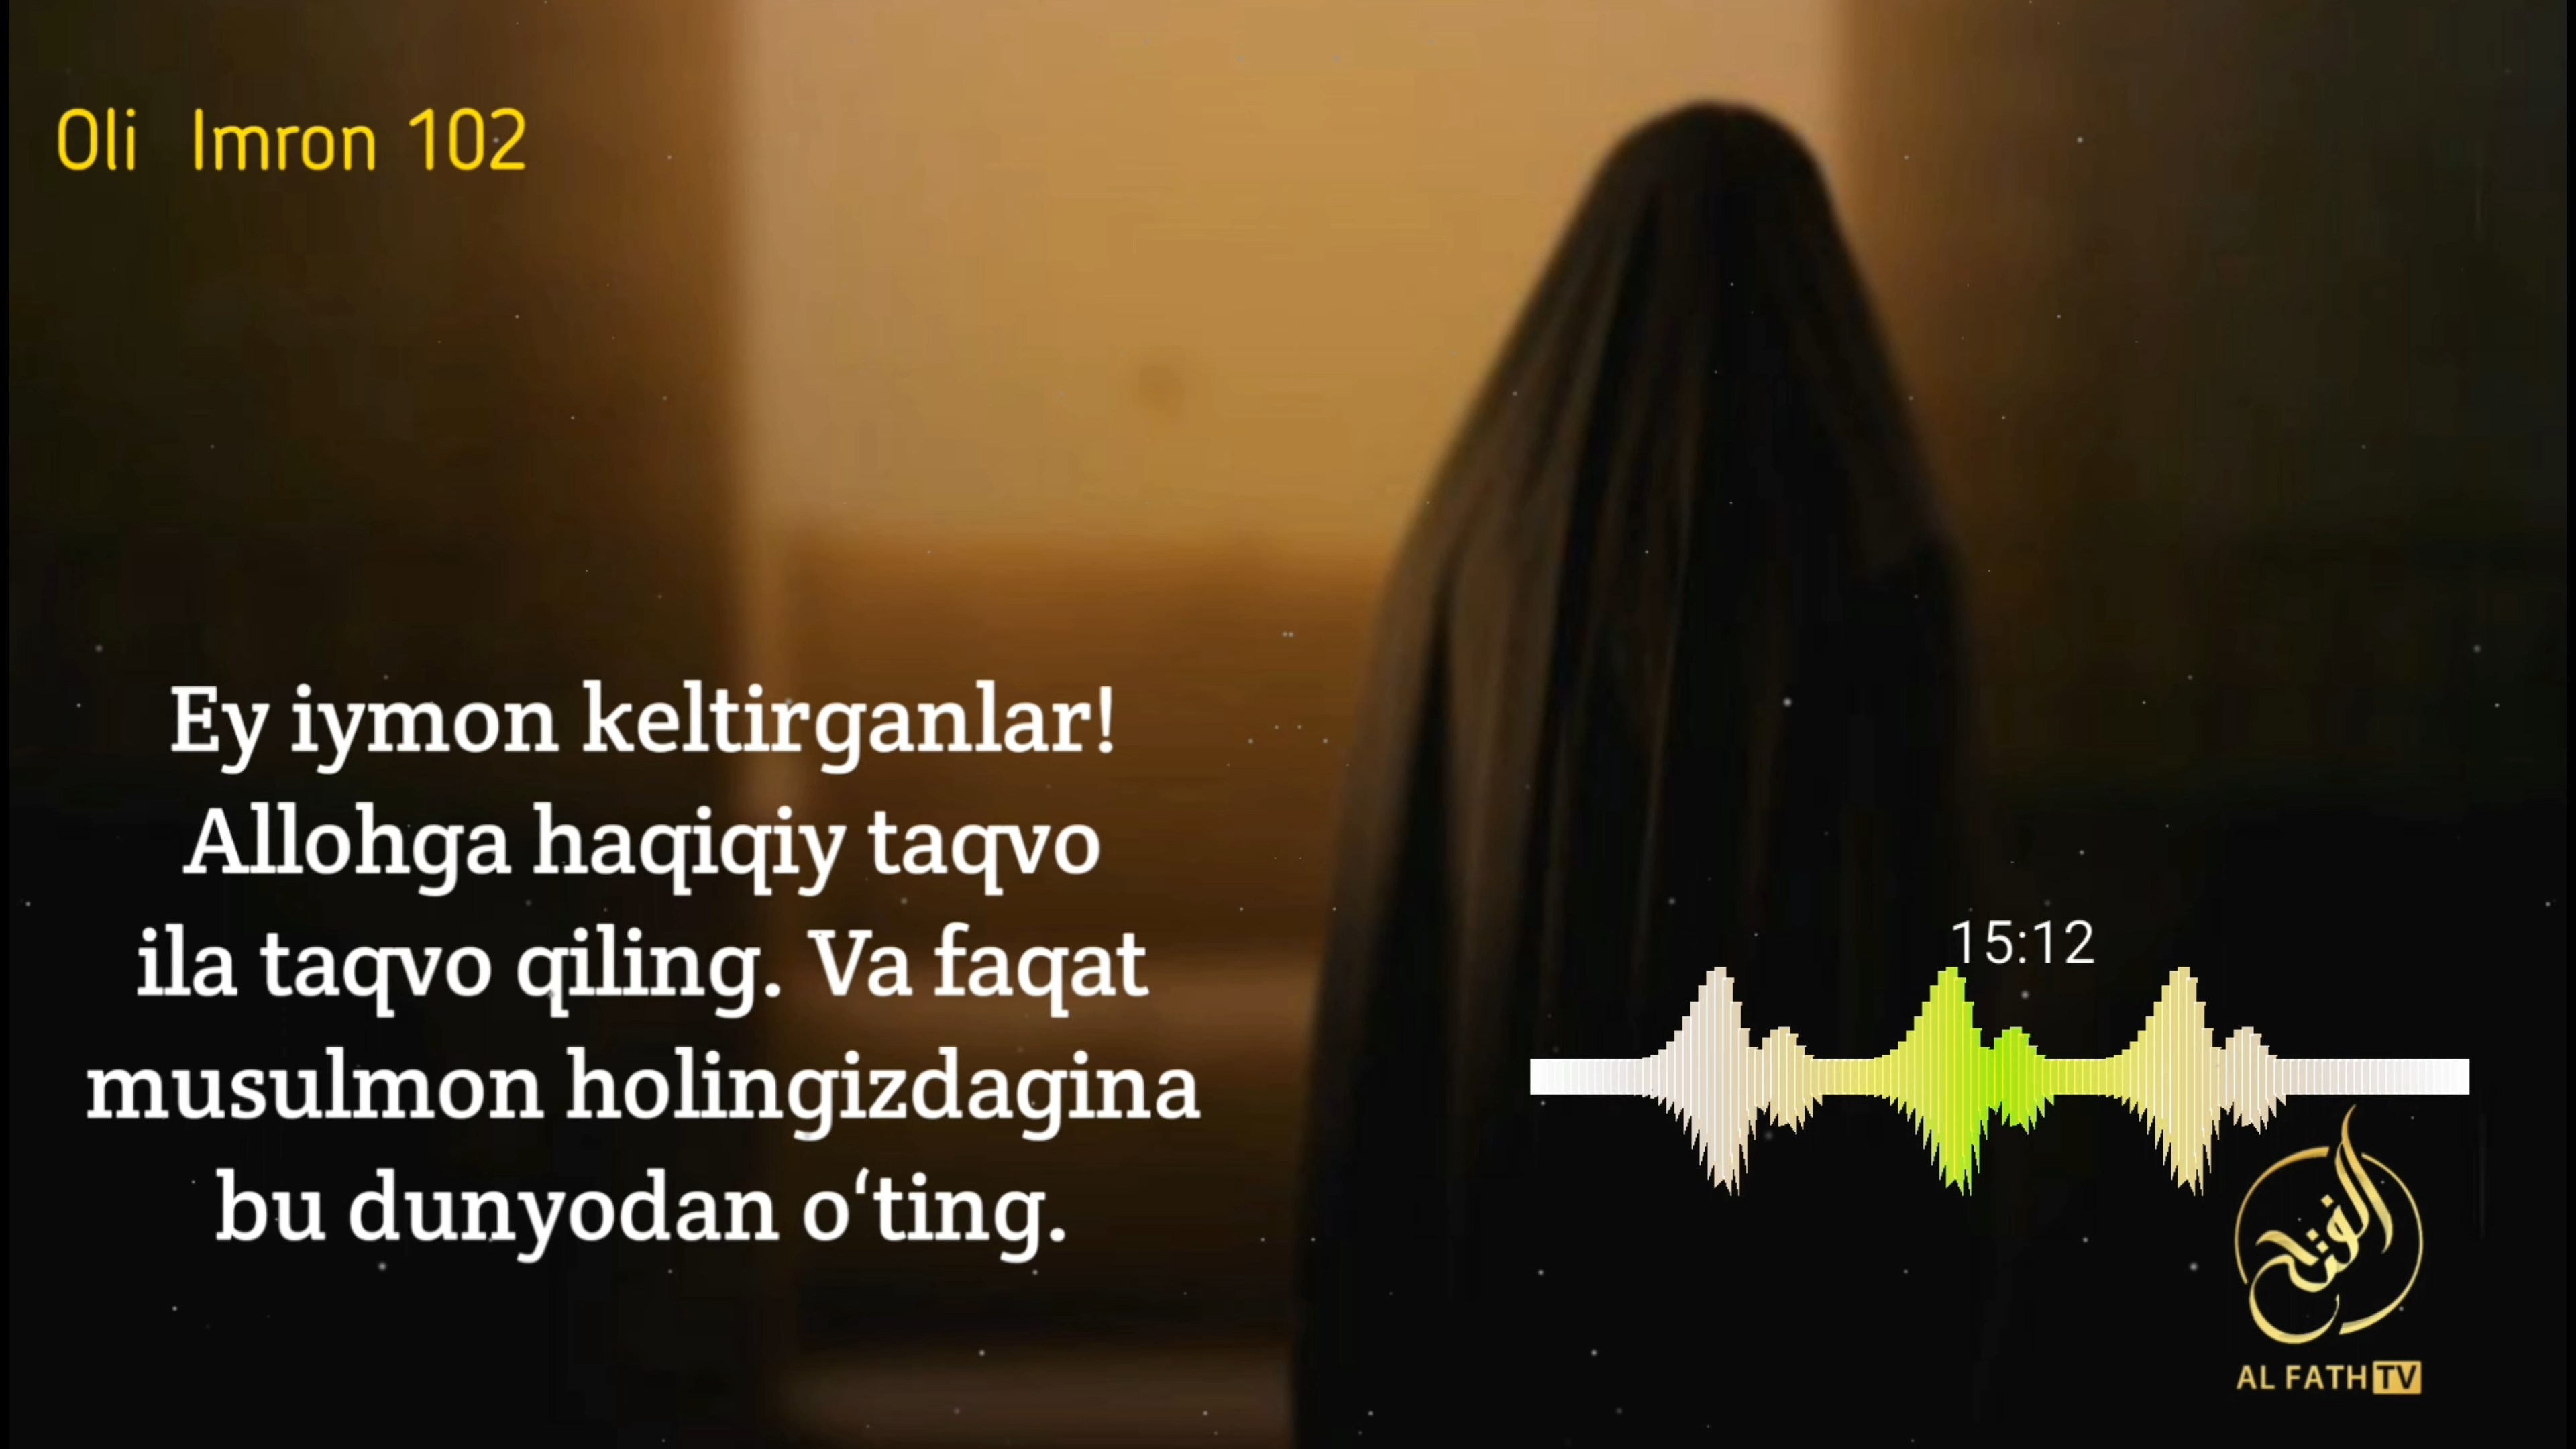 Oli Imron 102
Ey iymon keltirganlar!
Allohga haqiqiy taqvo
ila taqvo qiling. Va faqat
musulmon holingizdagina
bu dunyodan o‘ting.
15:12
الفتح
AL FATH TV